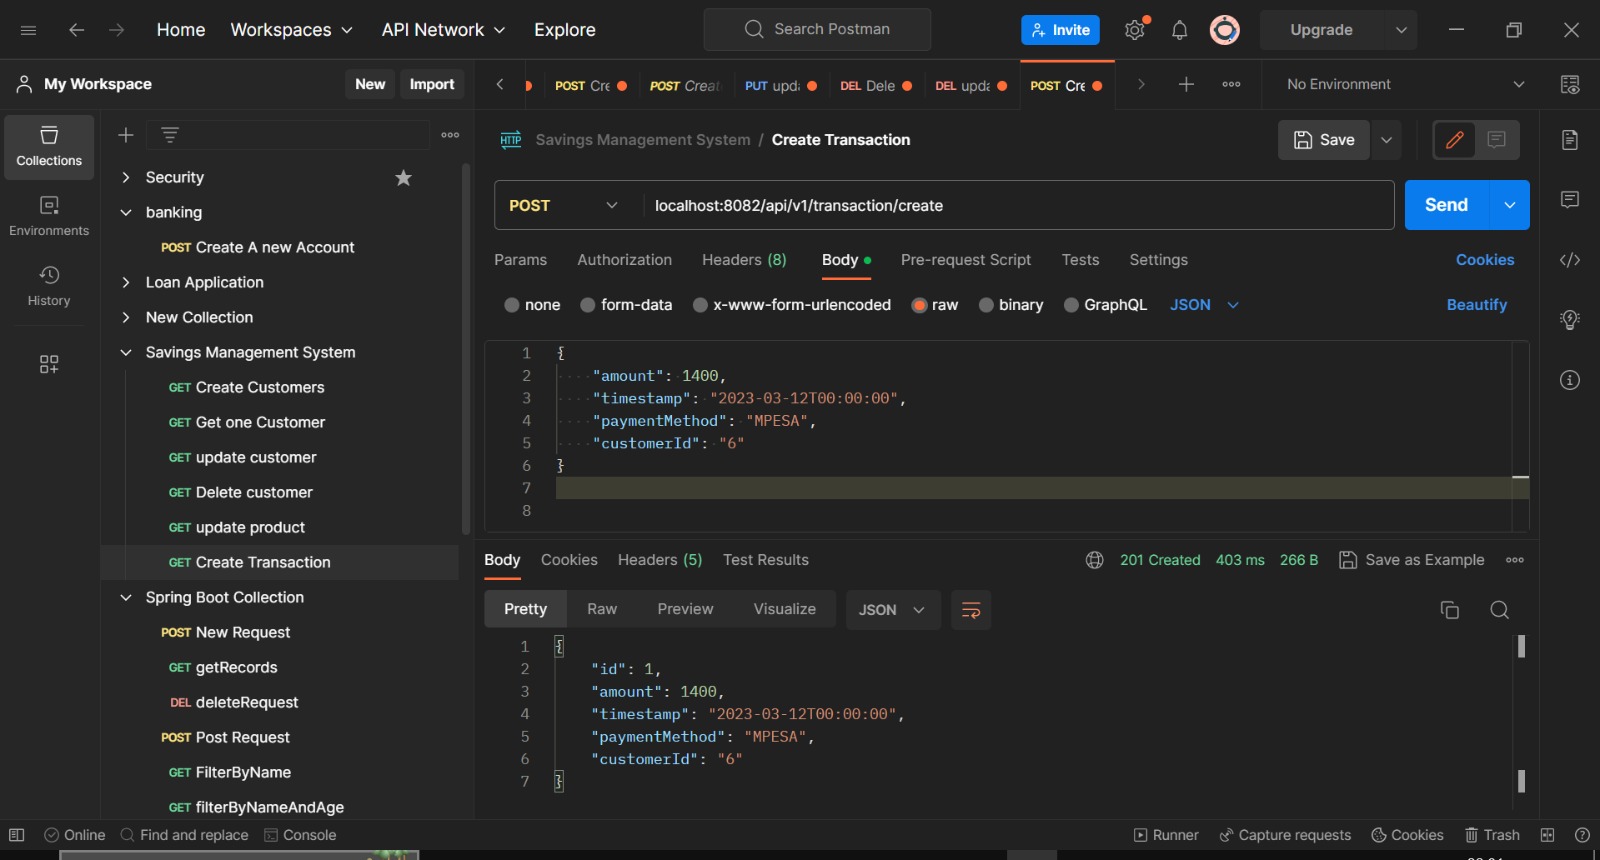 Home Workspaces API Network Explore Search Postman Invite Upgrade
My Workspace New Import POST Cre POST Creat PUT upda DEL Dele DEL upda POST Cre No Environment
Collections
Environments
History
Security
banking
POST Create A new Account
Loan Application
New Collection
Savings Management System
GET Create Customers
GET Get one Customer
GET update customer
GET Delete customer
GET update product
GET Create Transaction
Spring Boot Collection
POST New Request
GET getRecords
DEL deleteRequest
POST Post Request
GET FilterByName
GET filterByNameAndAge
HTTP Savings Management System / Create Transaction Save
POST localhost:8082/api/v1/transaction/create Send
Params Authorization Headers (8) Body Pre-request Script Tests Settings Cookies
none form-data x-www-form-urlencoded raw binary GraphQL JSON Beautify
1 {
2 "amount": 1400,
3 "timestamp": "2023-03-12T00:00:00",
4 "paymentMethod": "MPESA",
5 "customerId": "6"
6 }
7
8
Body Cookies Headers (5) Test Results 201 Created 403 ms 266 B Save as Example
Pretty Raw Preview Visualize JSON
1 {
2 "id": 1,
3 "amount": 1400,
4 "timestamp": "2023-03-12T00:00:00",
5 "paymentMethod": "MPESA",
6 "customerId": "6"
7 }
Online Find and replace Console Runner Capture requests Cookies Trash